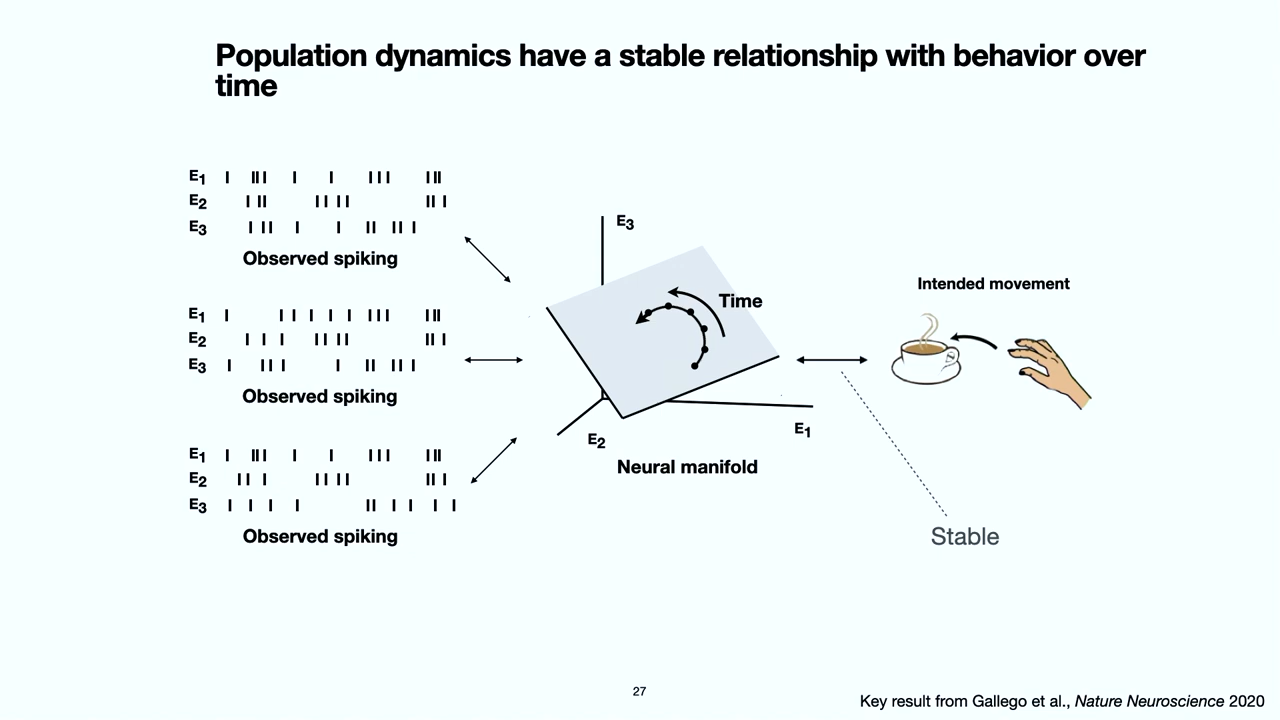 Population dynamics have a stable relationship with behavior over
time
E1
E2
E3
Observed spiking
E1
E2
E3
Observed spiking
E1
E2
E3
Observed spiking
E3
Time
E2
E1
Neural manifold
Intended movement
Stable
27
Key result from Gallego et al., Nature Neuroscience 2020